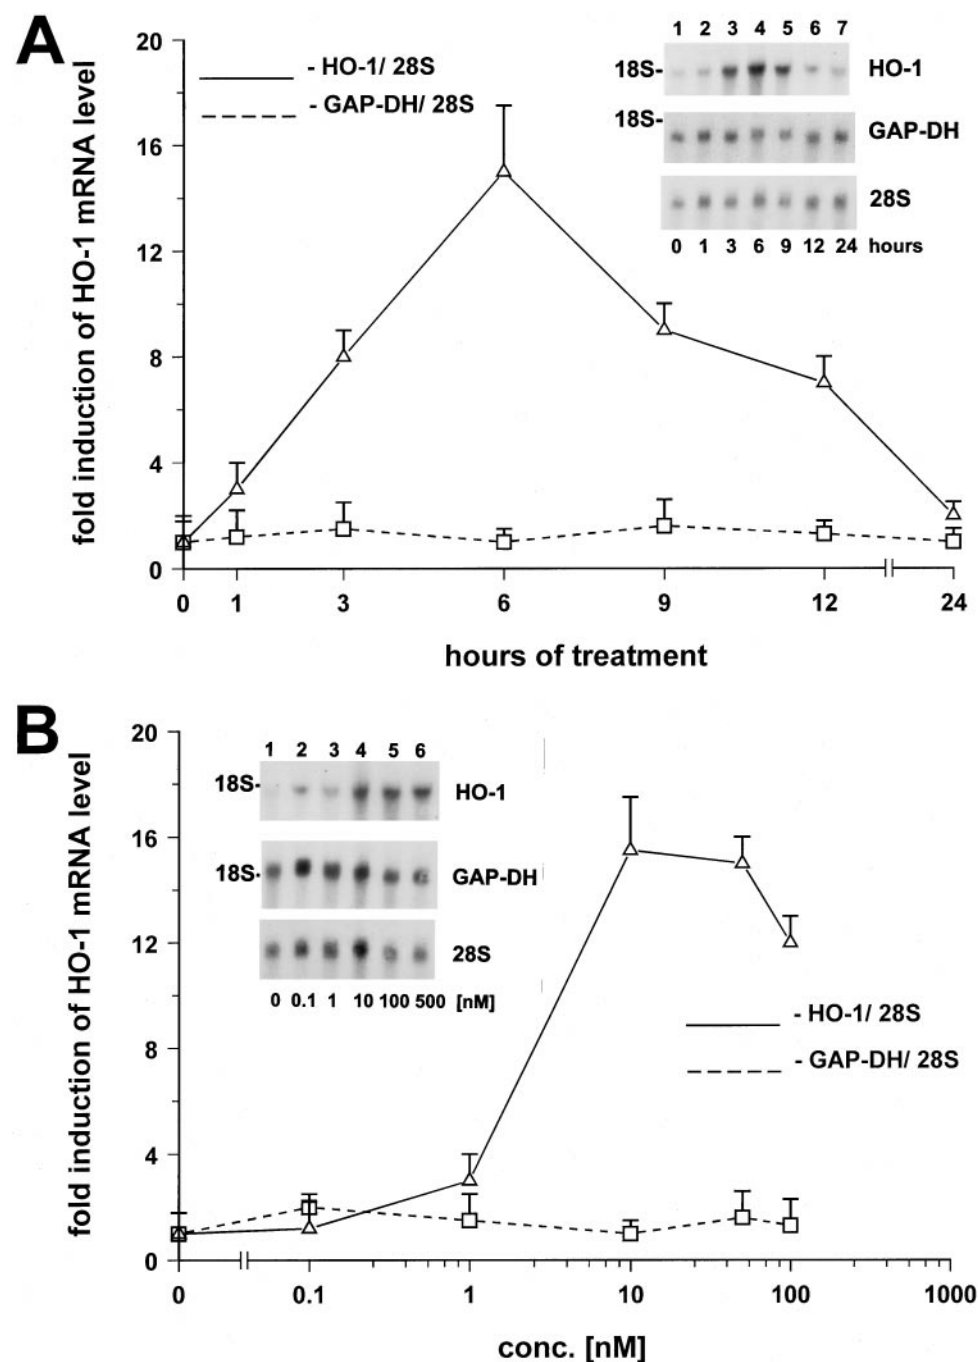 A
20
16
12
8
4
0
fold induction of HO-1 mRNA level
- HO-1/ 28S
- GAP-DH/ 28S
1 2 3 4 5 6 7
18S- HO-1
18S- GAP-DH
28S
0 1 3 6 9 12 24 hours
0 1 3 6 9 12 24
hours of treatment
B
20
16
12
8
4
0
fold induction of HO-1 mRNA level
1 2 3 4 5 6
18S- HO-1
18S- GAP-DH
28S
0 0.1 1 10 100 500 [nM]
- HO-1/ 28S
- GAP-DH/ 28S
0 0.1 1 10 100 1000
conc. [nM]